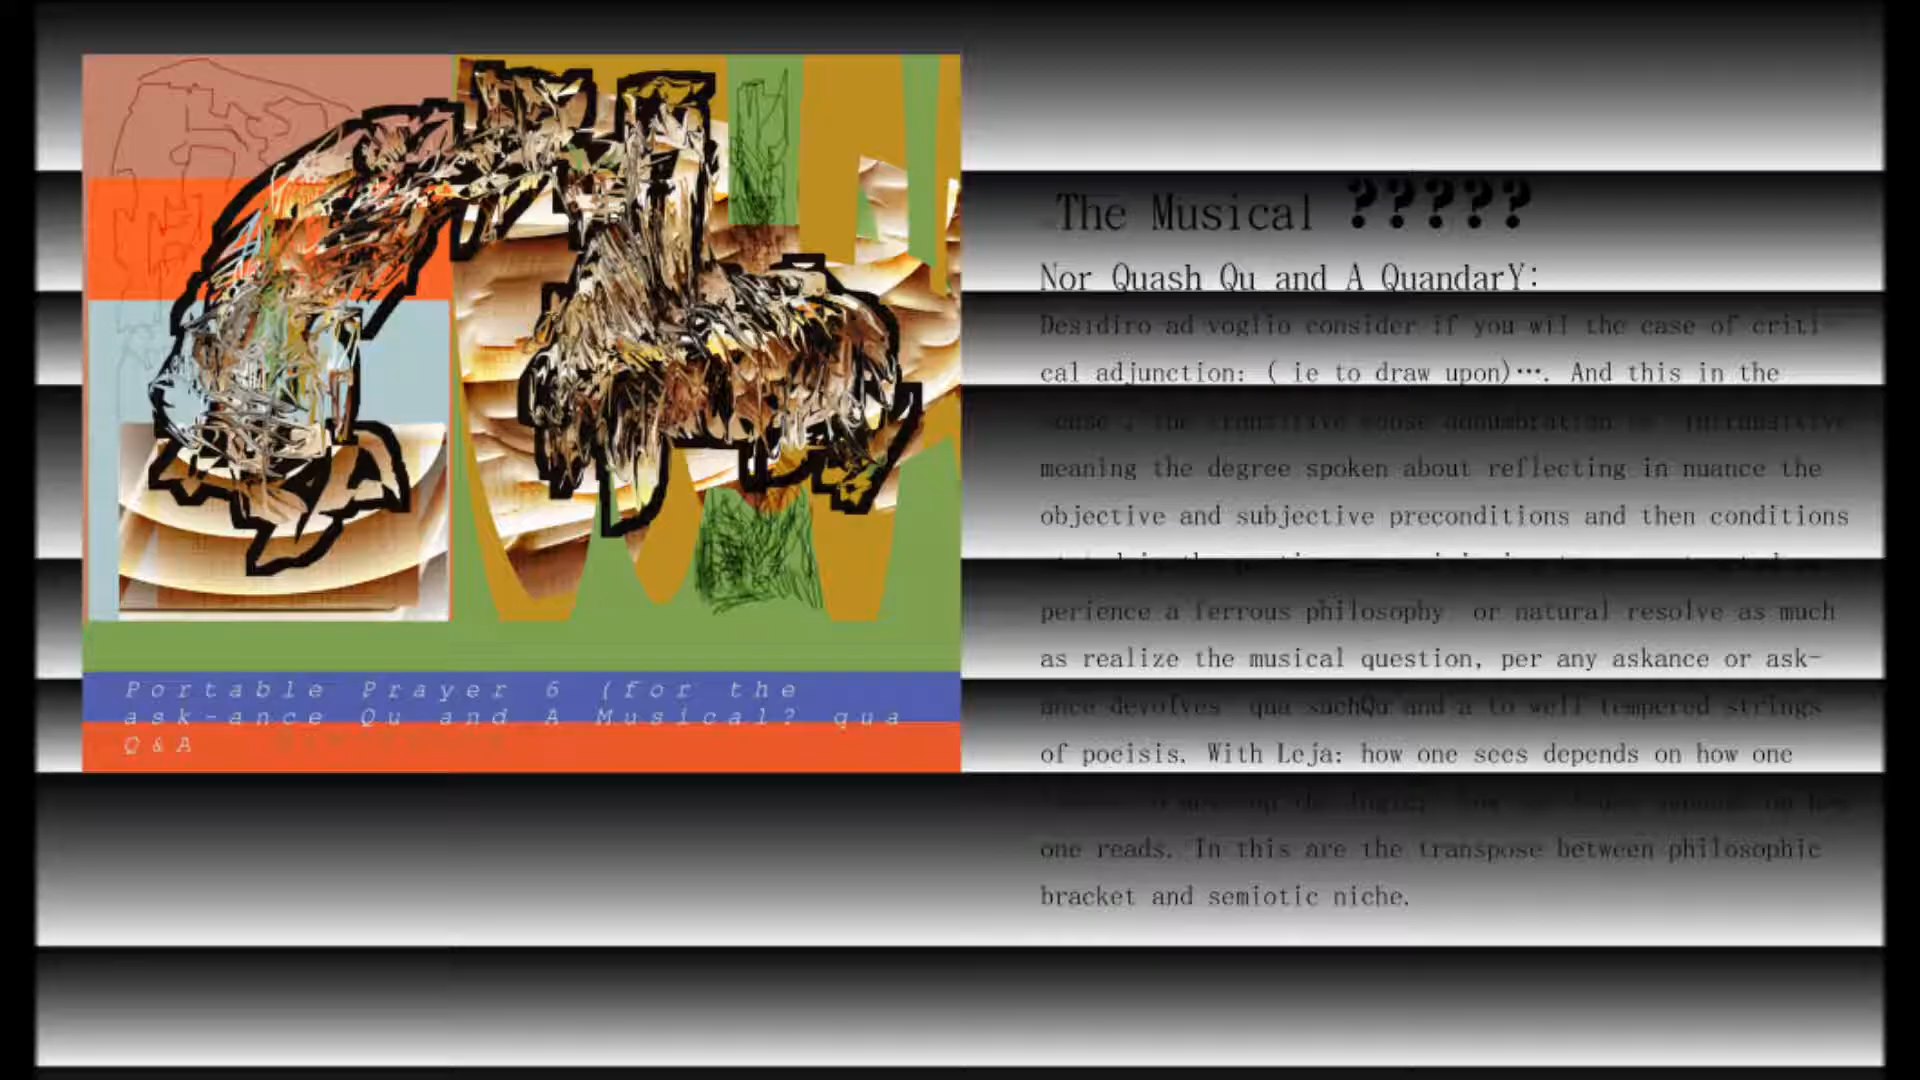 Portable Prayer 6 (for the
ask-ance Qu and A Musical? qua
Q&A
The Musical ?????
Nor Quash Qu and A QuandarY:
Desidiro ad voglio consider if you wil the case of criti-
cal adjunction: ( ie to draw upon)…. And this in the
meaning the degree spoken about reflecting in nuance the
objective and subjective preconditions and then conditions
perience a ferrous philosophy or natural resolve as much
as realize the musical question, per any askance or ask-
ance devolves qua suchQu and a to well tempered strings
of poeisis. With Leja: how one sees depends on how one
one reads. In this are the transpose between philosophic
bracket and semiotic niche.